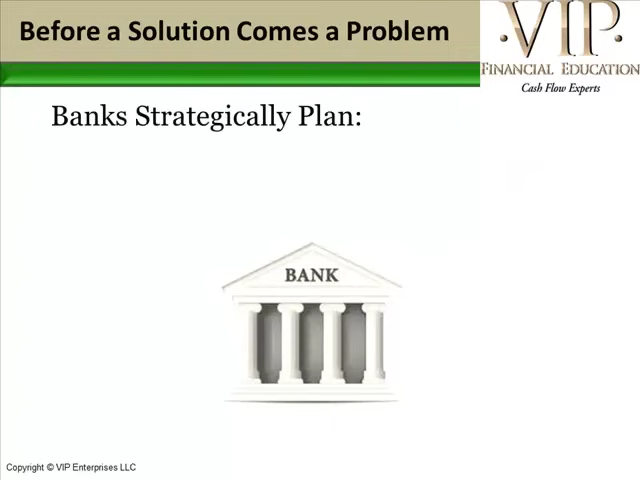 Before a Solution Comes a Problem
·VIP·
FINANCIAL EDUCATION
Cash Flow Experts
Banks Strategically Plan:
BANK
Copyright © VIP Enterprises LLC